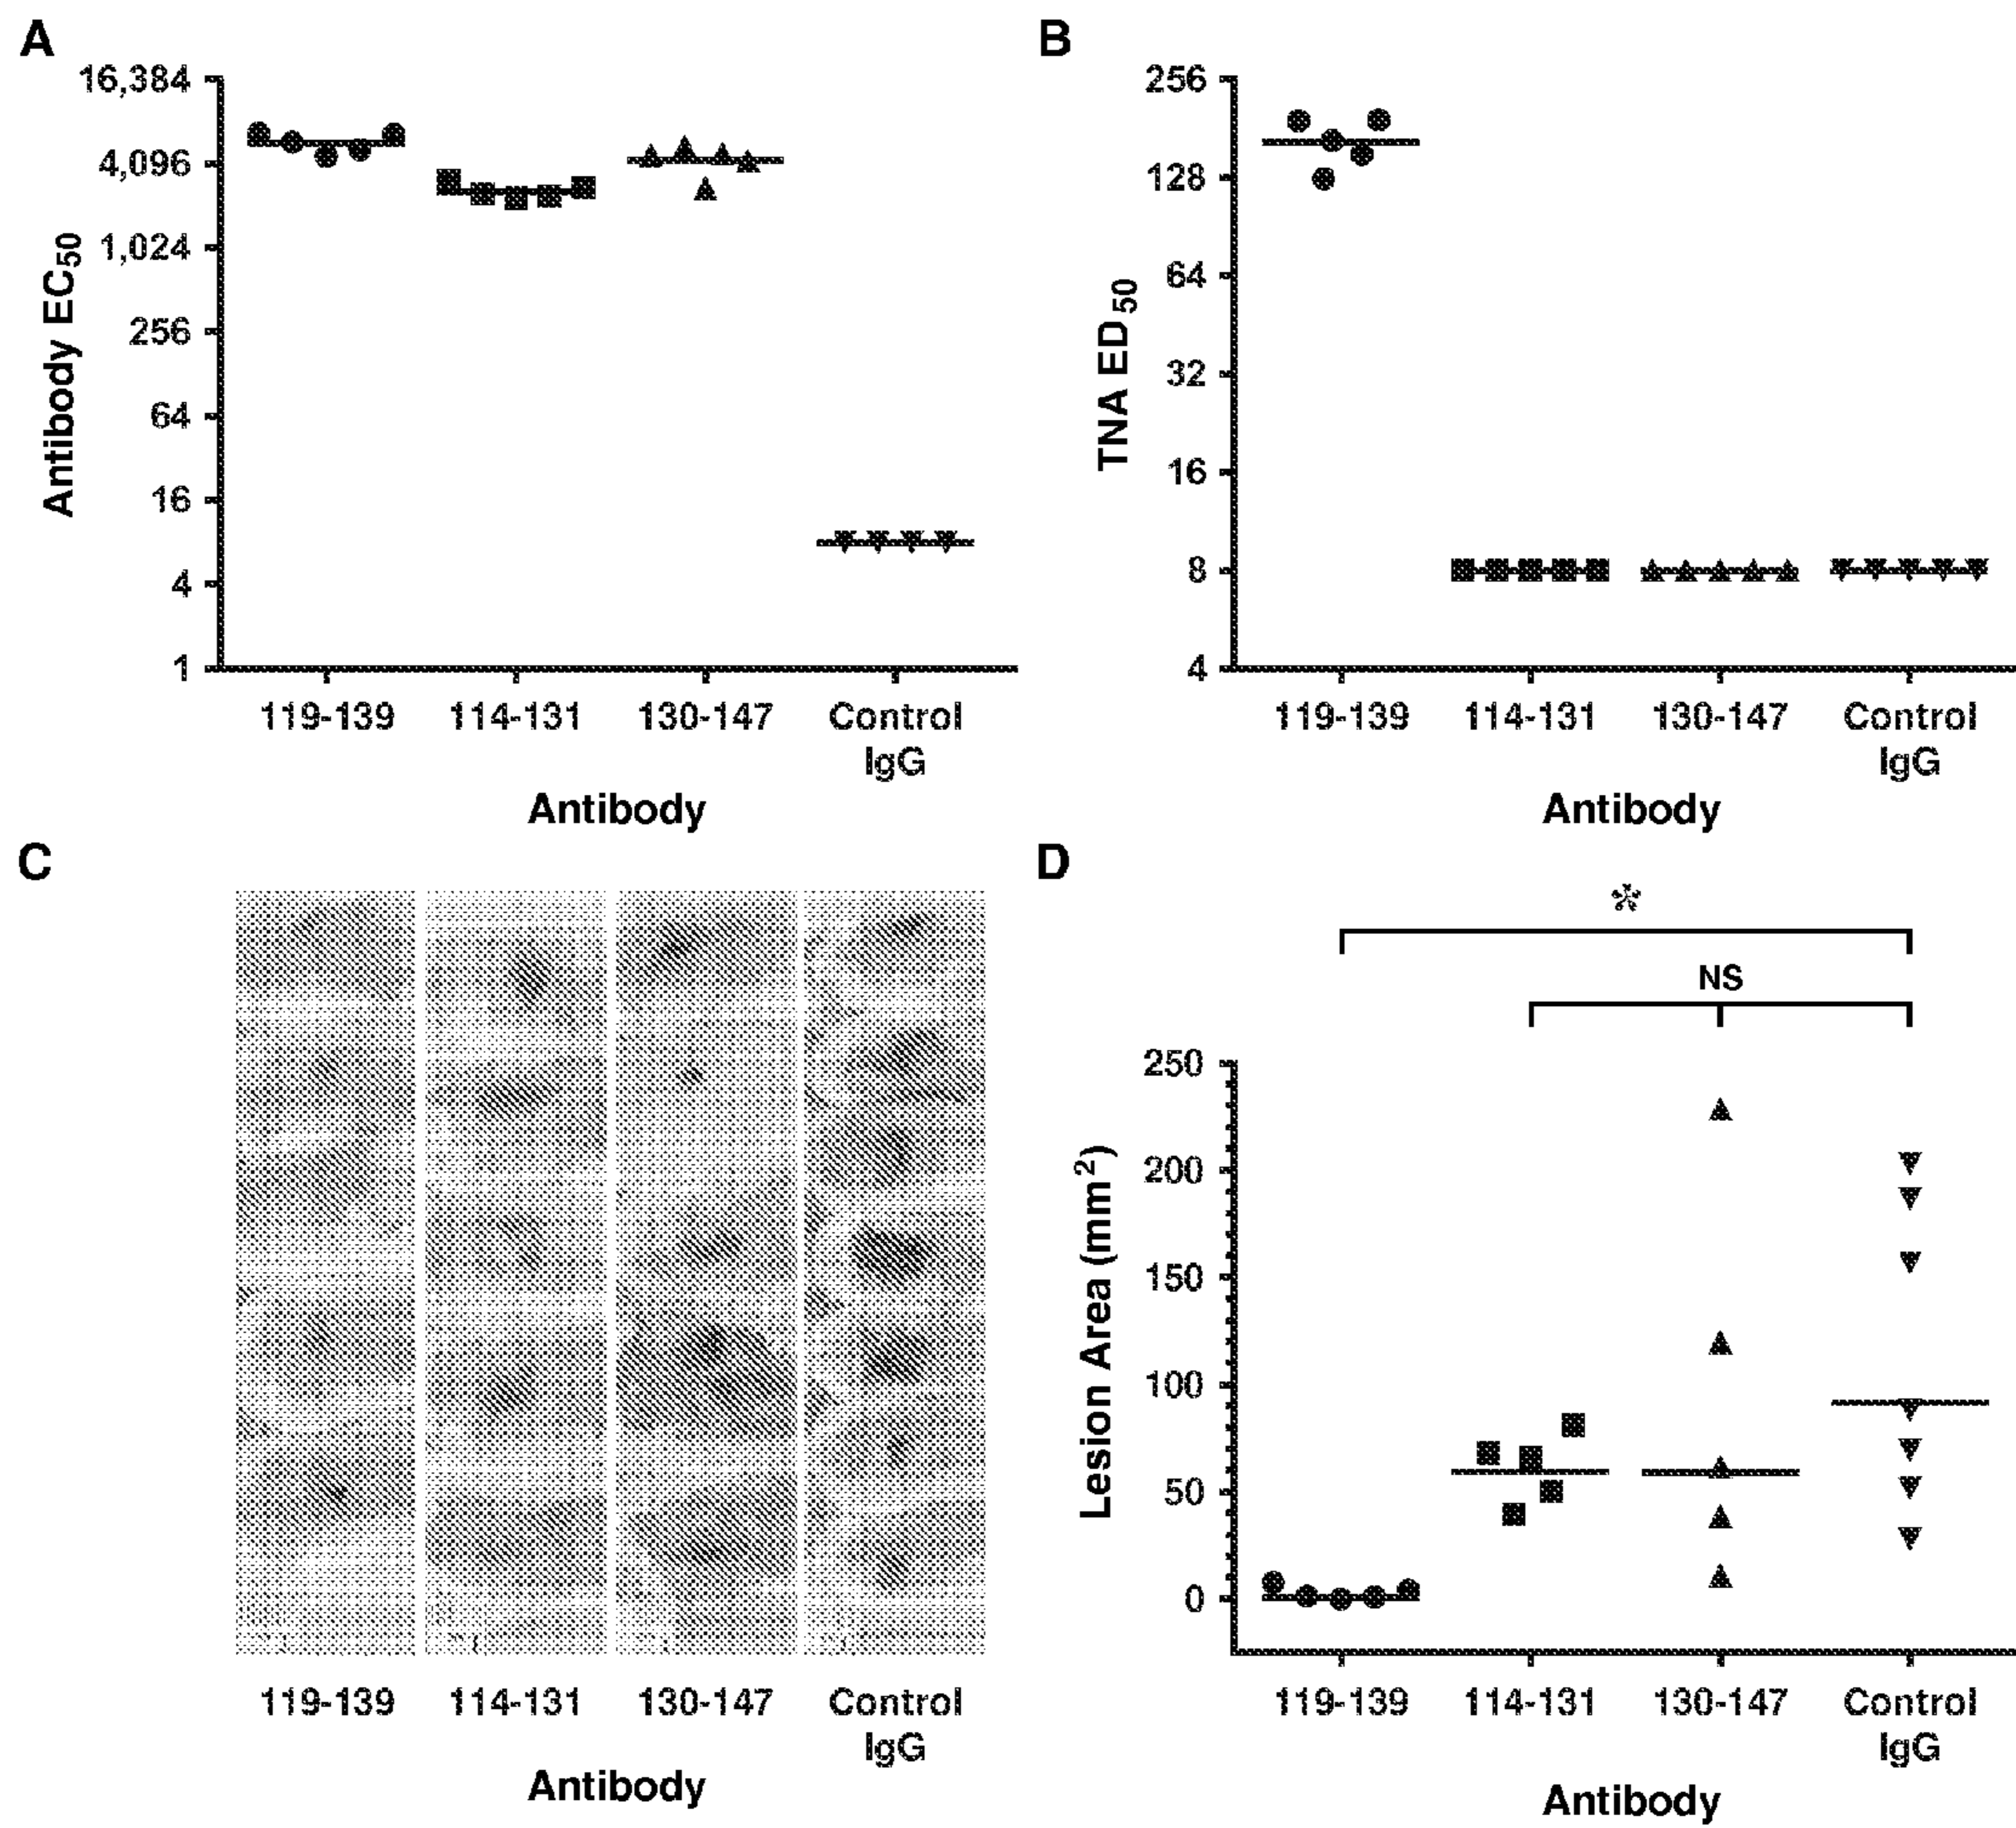 A
16,384
4,096
1,024
256
64
16
4
1
Antibody EC50
119-139 114-131 130-147 Control
IgG
Antibody
B
256
128
64
32
16
8
4
TNA ED50
119-139 114-131 130-147 Control
IgG
Antibody
C
119-139 114-131 130-147 Control
IgG
Antibody
D
*
NS
250
200
150
100
50
0
Lesion Area (mm2)
119-139 114-131 130-147 Control
IgG
Antibody